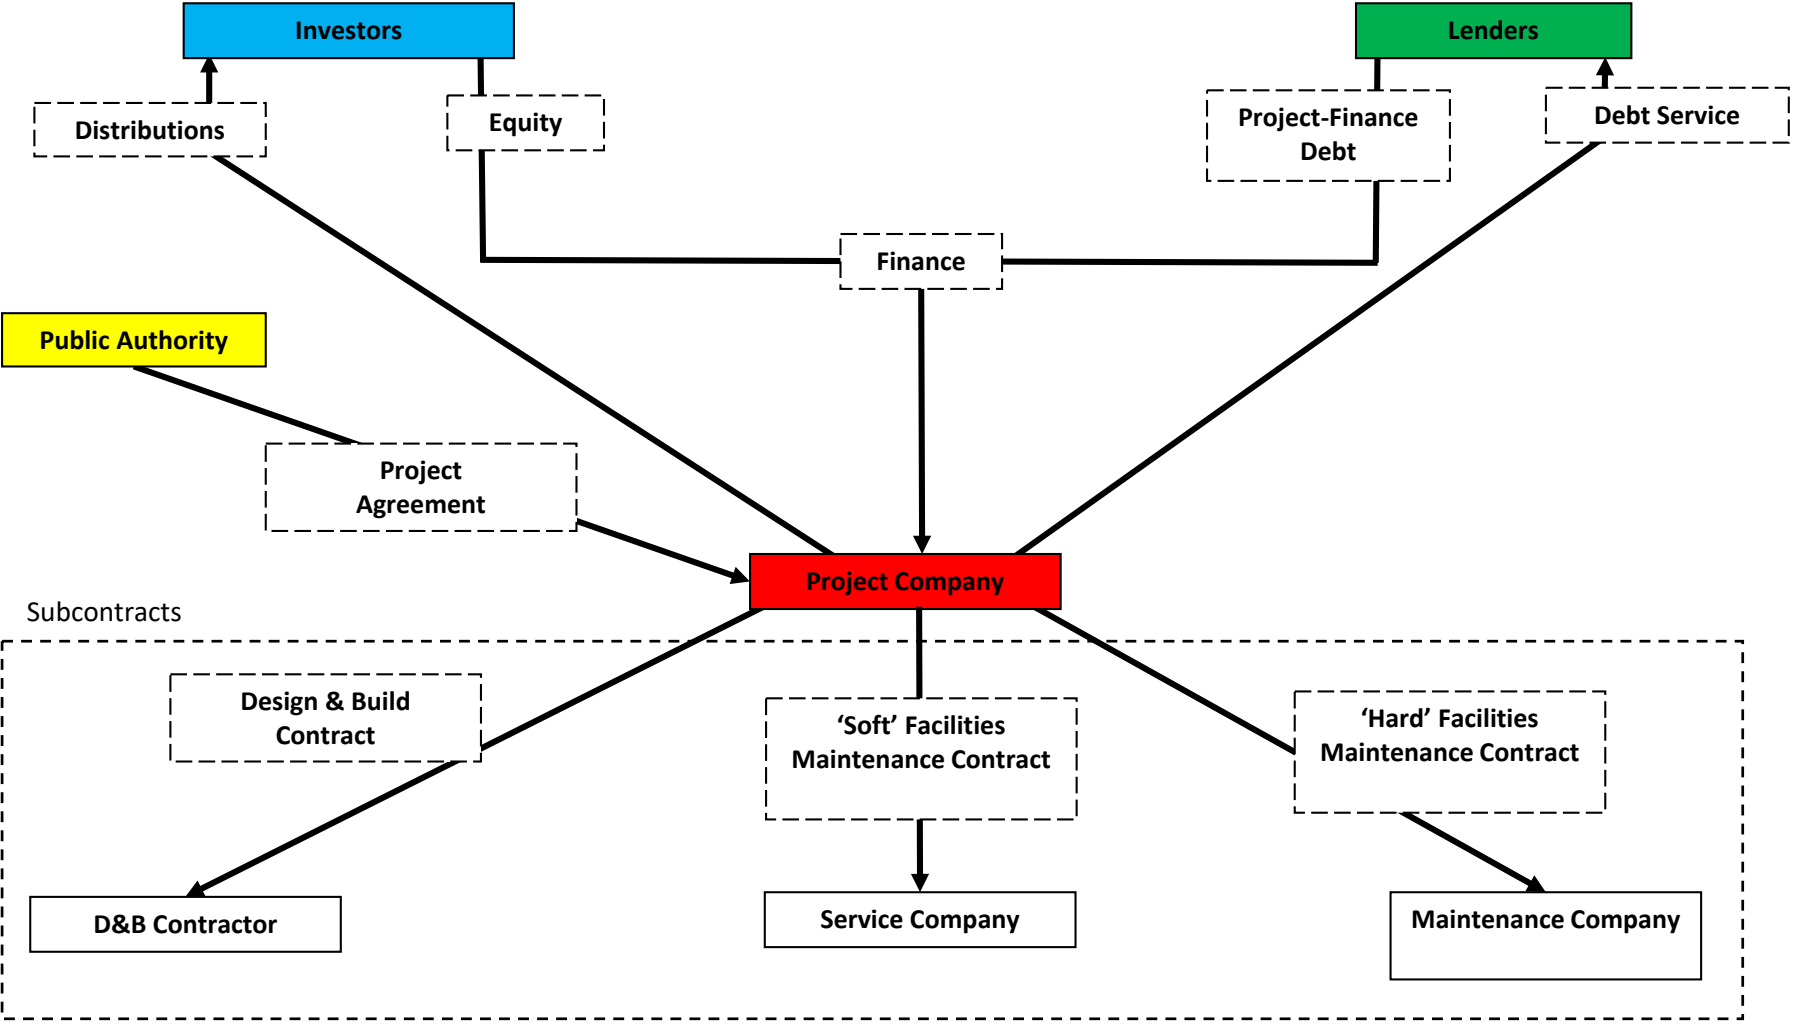 Investors
Lenders
Distributions
Equity
Project-Finance
Debt
Debt Service
Finance
Public Authority
Project
Agreement
Project Company
Subcontracts
Design & Build
Contract
‘Soft’ Facilities
Maintenance Contract
‘Hard’ Facilities
Maintenance Contract
D&B Contractor
Service Company
Maintenance Company